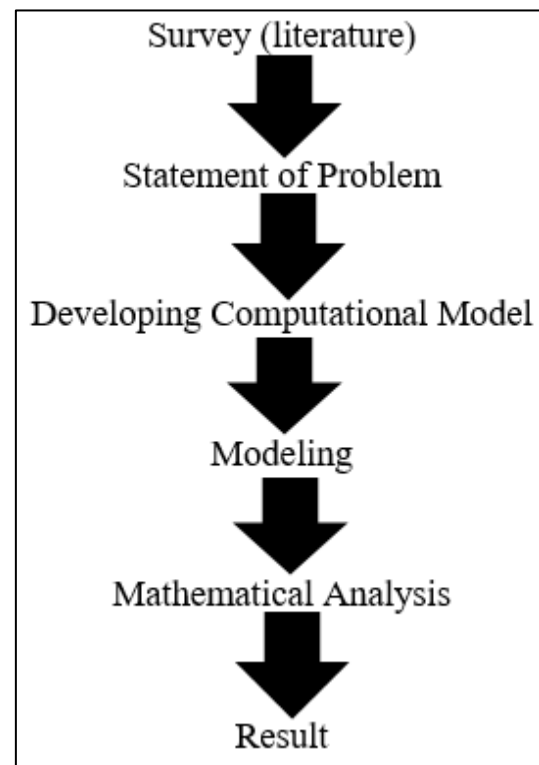 Survey (literature)
Statement of Problem
Developing Computational Model
Modeling
Mathematical Analysis
Result